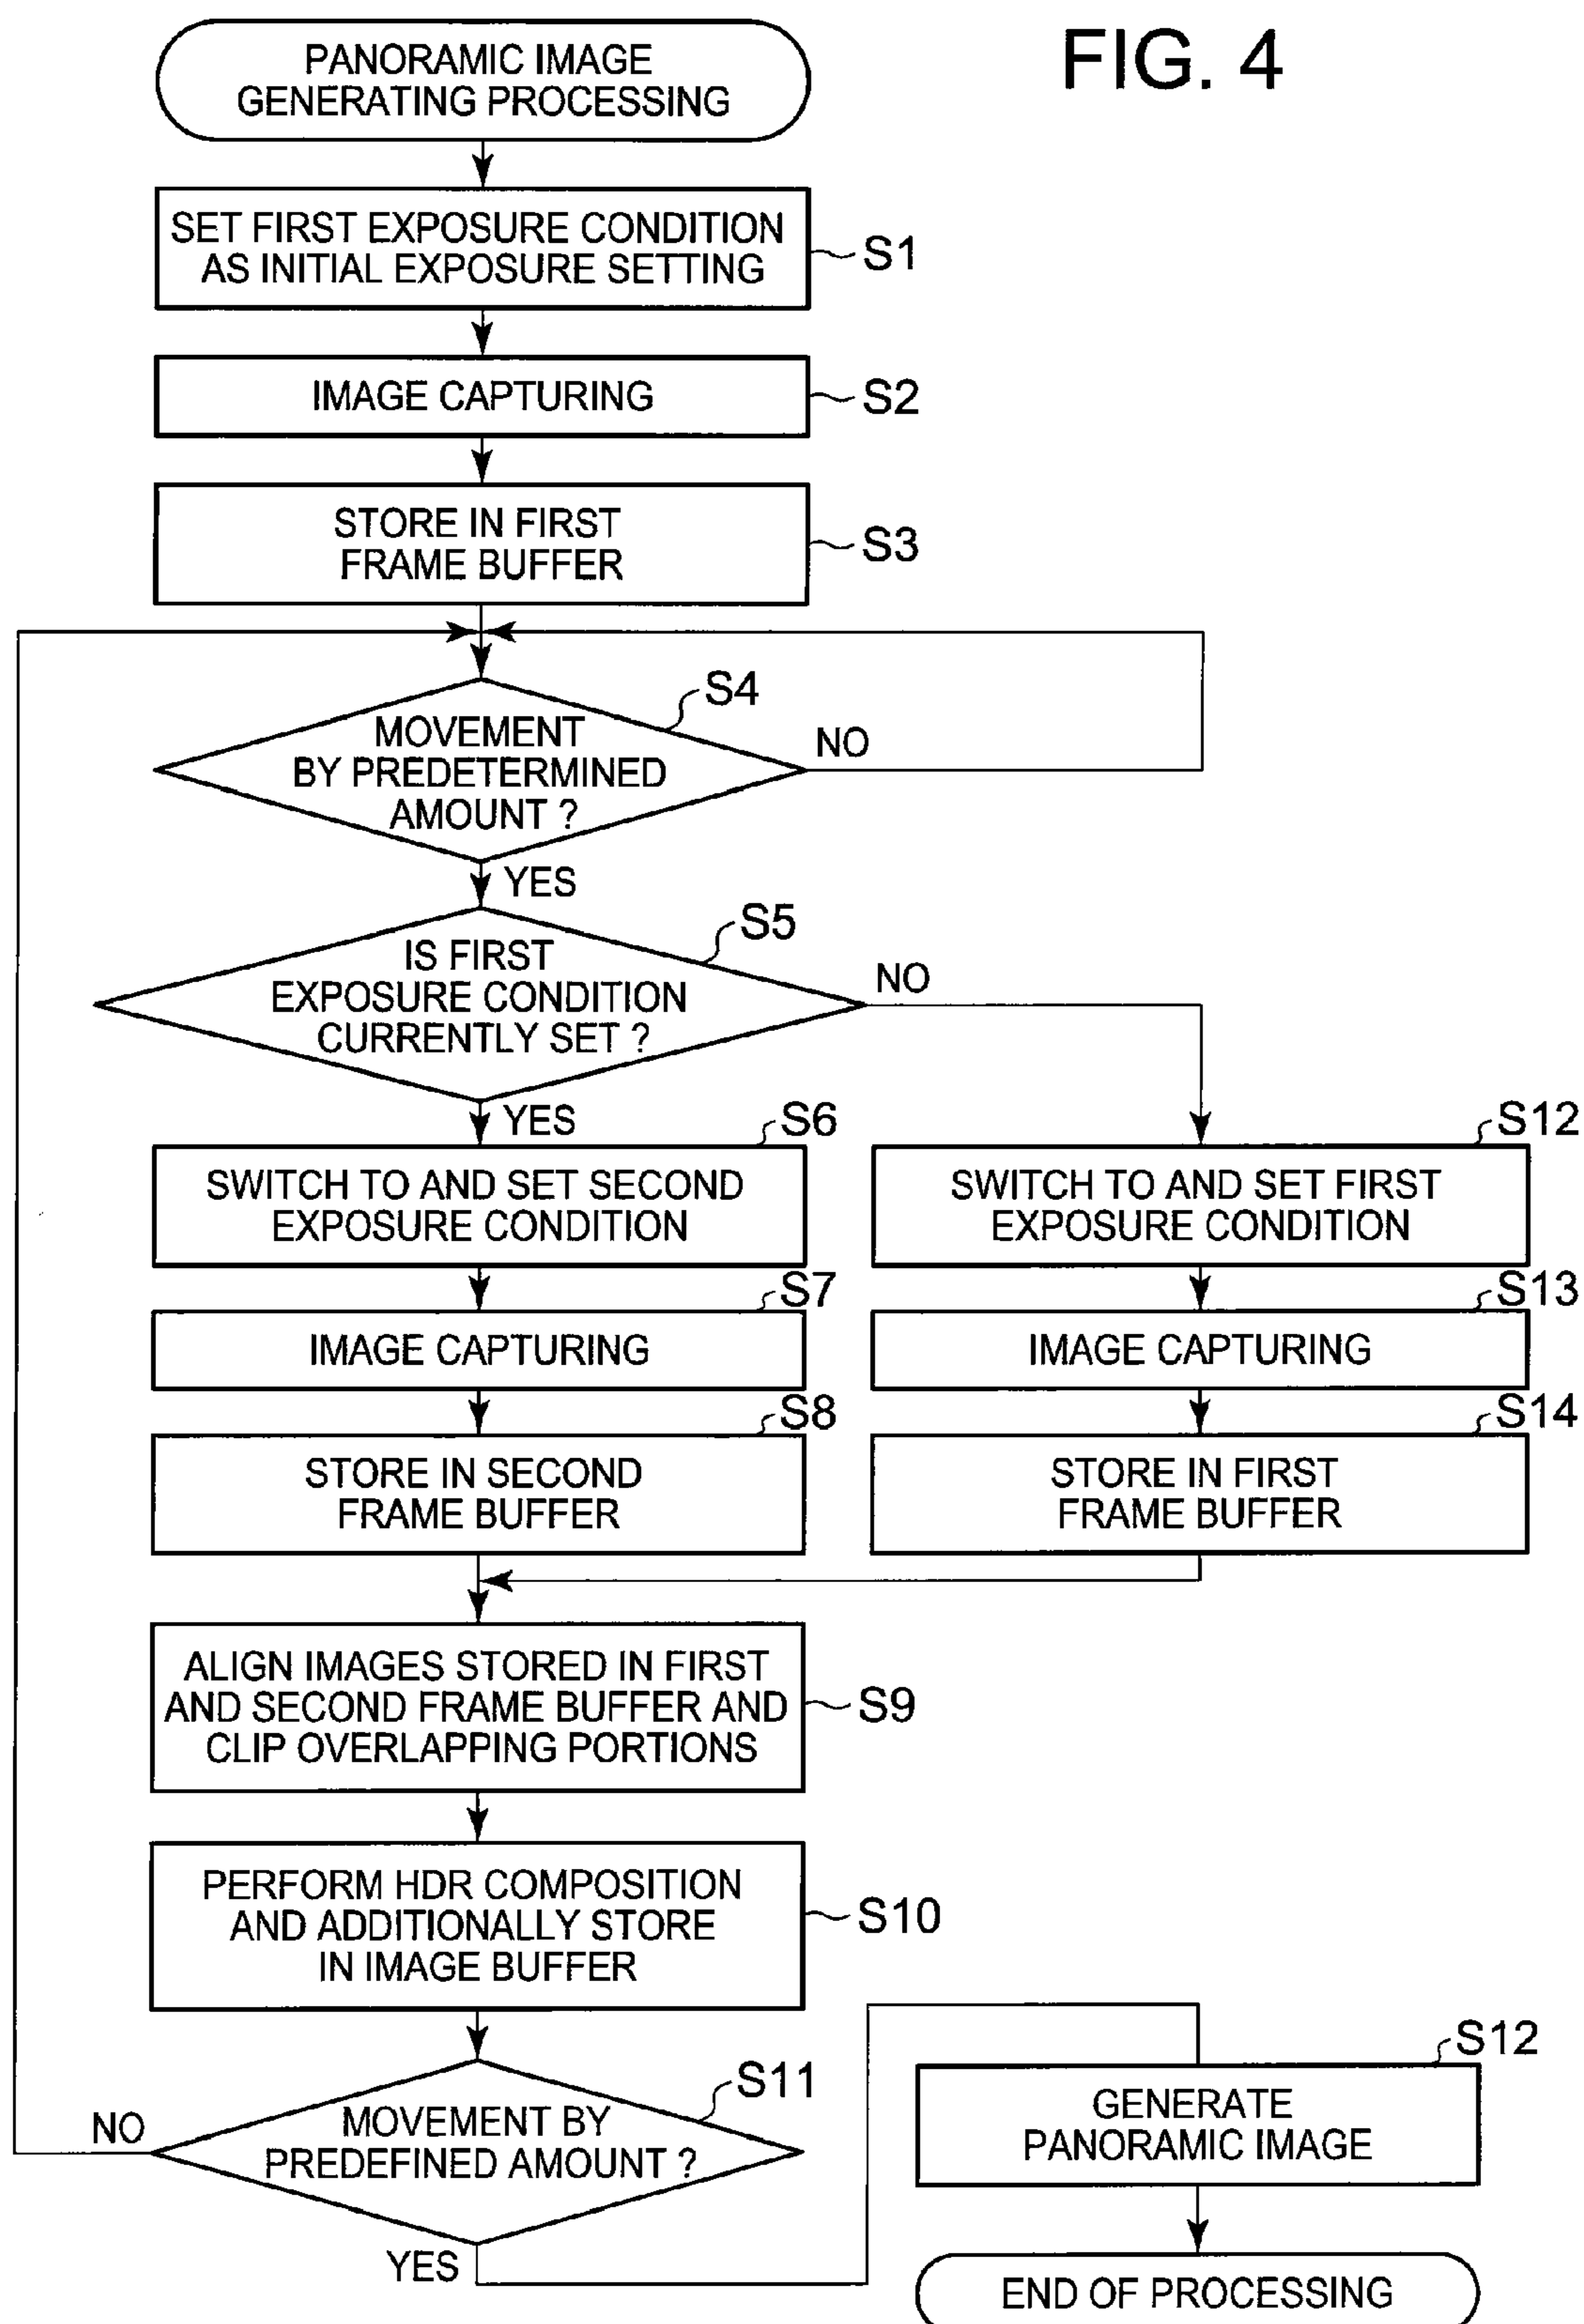 FIG. 4
PANORAMIC IMAGE
GENERATING PROCESSING
SET FIRST EXPOSURE CONDITION
AS INITIAL EXPOSURE SETTING
S1
IMAGE CAPTURING
S2
STORE IN FIRST
FRAME BUFFER
S3
S4
MOVEMENT
BY PREDETERMINED
AMOUNT ?
NO
YES
S5
IS FIRST
EXPOSURE CONDITION
CURRENTLY SET ?
NO
YES
S6
SWITCH TO AND SET SECOND
EXPOSURE CONDITION
S7
IMAGE CAPTURING
S8
STORE IN SECOND
FRAME BUFFER
S12
SWITCH TO AND SET FIRST
EXPOSURE CONDITION
S13
IMAGE CAPTURING
S14
STORE IN FIRST
FRAME BUFFER
ALIGN IMAGES STORED IN FIRST
AND SECOND FRAME BUFFER AND
CLIP OVERLAPPING PORTIONS
S9
PERFORM HDR COMPOSITION
AND ADDITIONALLY STORE
IN IMAGE BUFFER
S10
S11
MOVEMENT BY
PREDEFINED AMOUNT ?
NO
YES
S12
GENERATE
PANORAMIC IMAGE
END OF PROCESSING